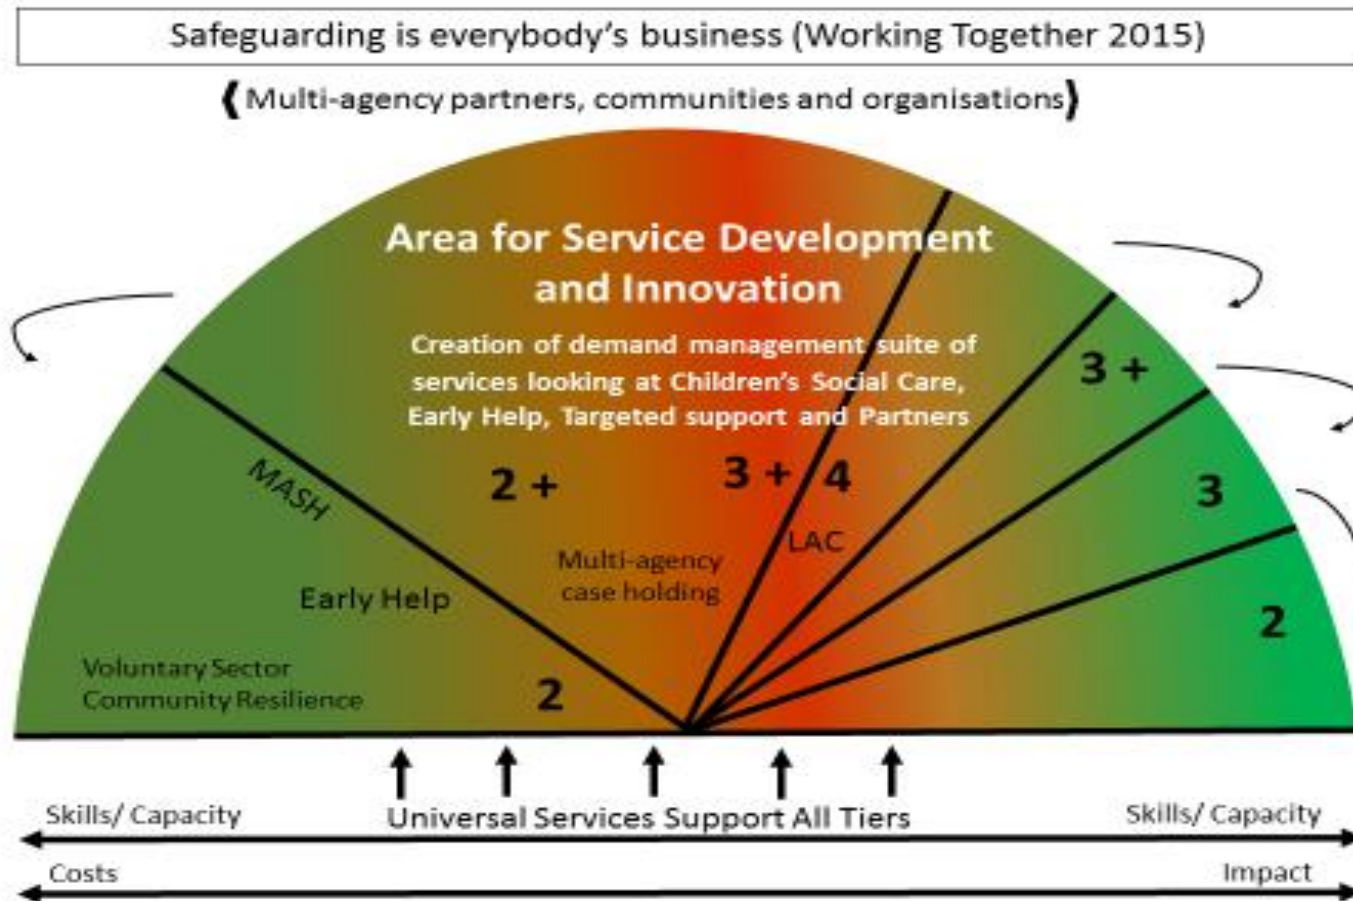 Safeguarding is everybody's business (Working Together 2015)
(Multi-agency partners, communities and organisations)
Area for Service Development
and Innovation
Creation of demand management suite of
services looking at Children's Social Care,
Early Help, Targeted support and Partners
3 +
2 +
3 +
4
3
MASH
LAC
Multi-agency
case holding
Early Help
2
Voluntary Sector
Community Resilience
2
Universal Services Support All Tiers
Skills/ Capacity
Skills/ Capacity
Costs
Impact